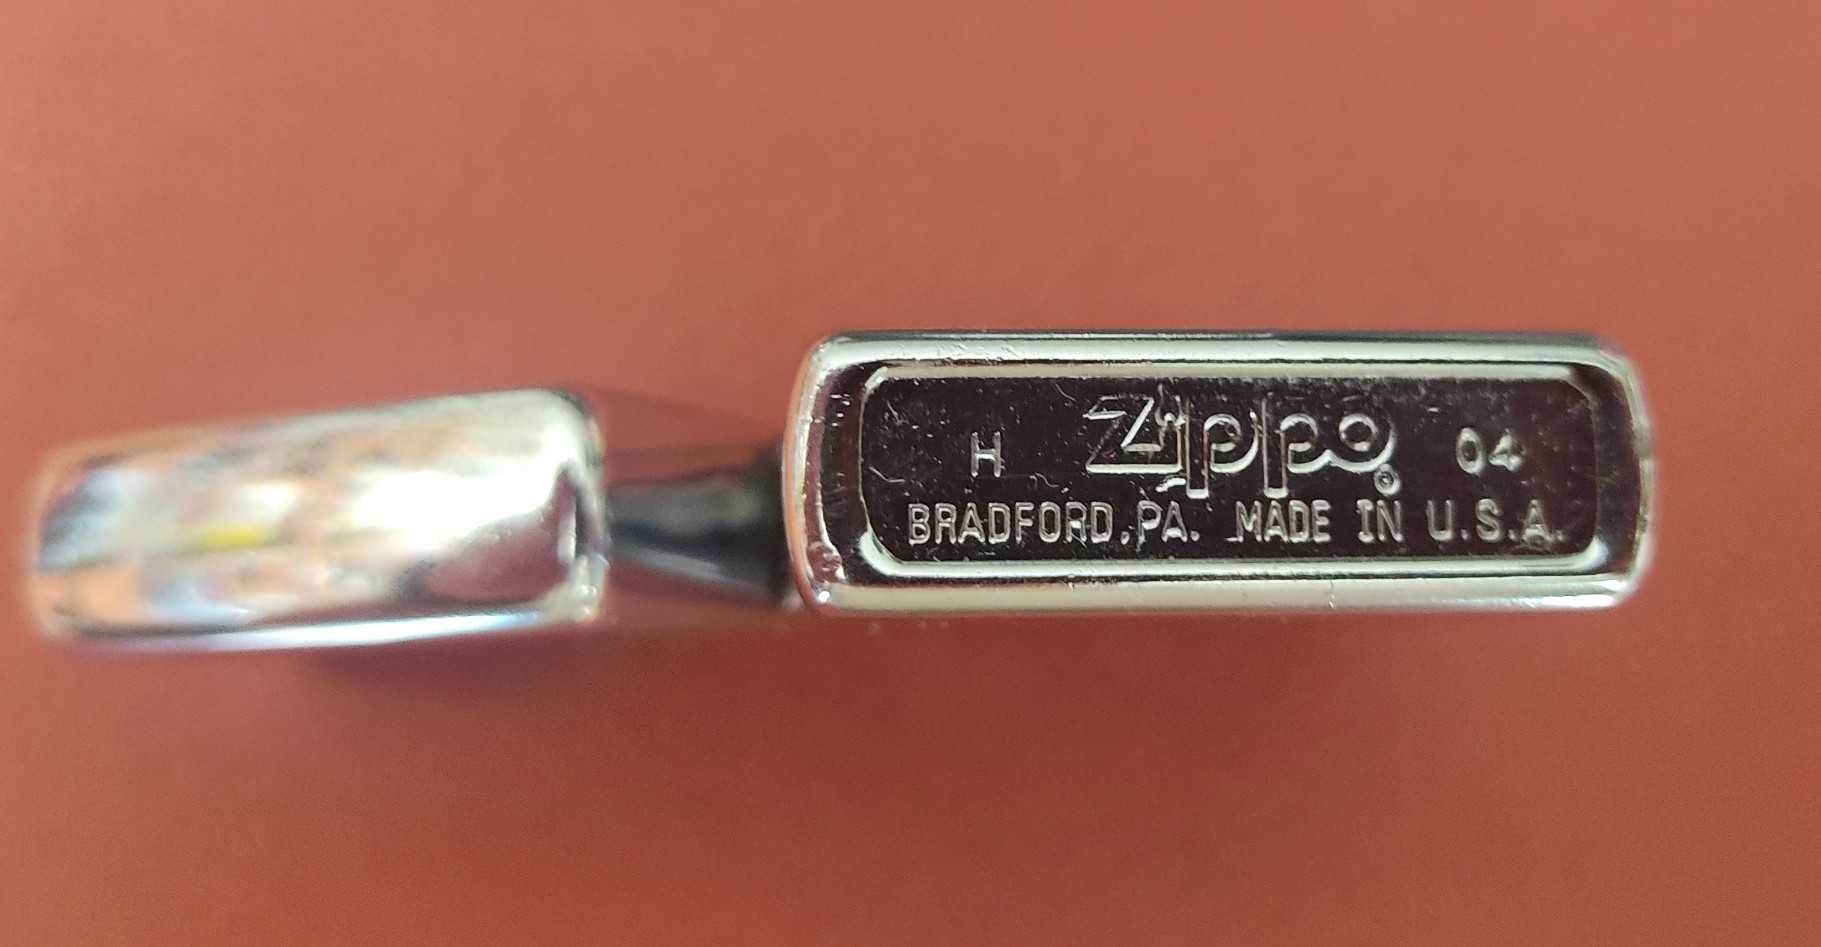 H Zippo 04
BRADFORD, PA. MADE IN U.S.A.